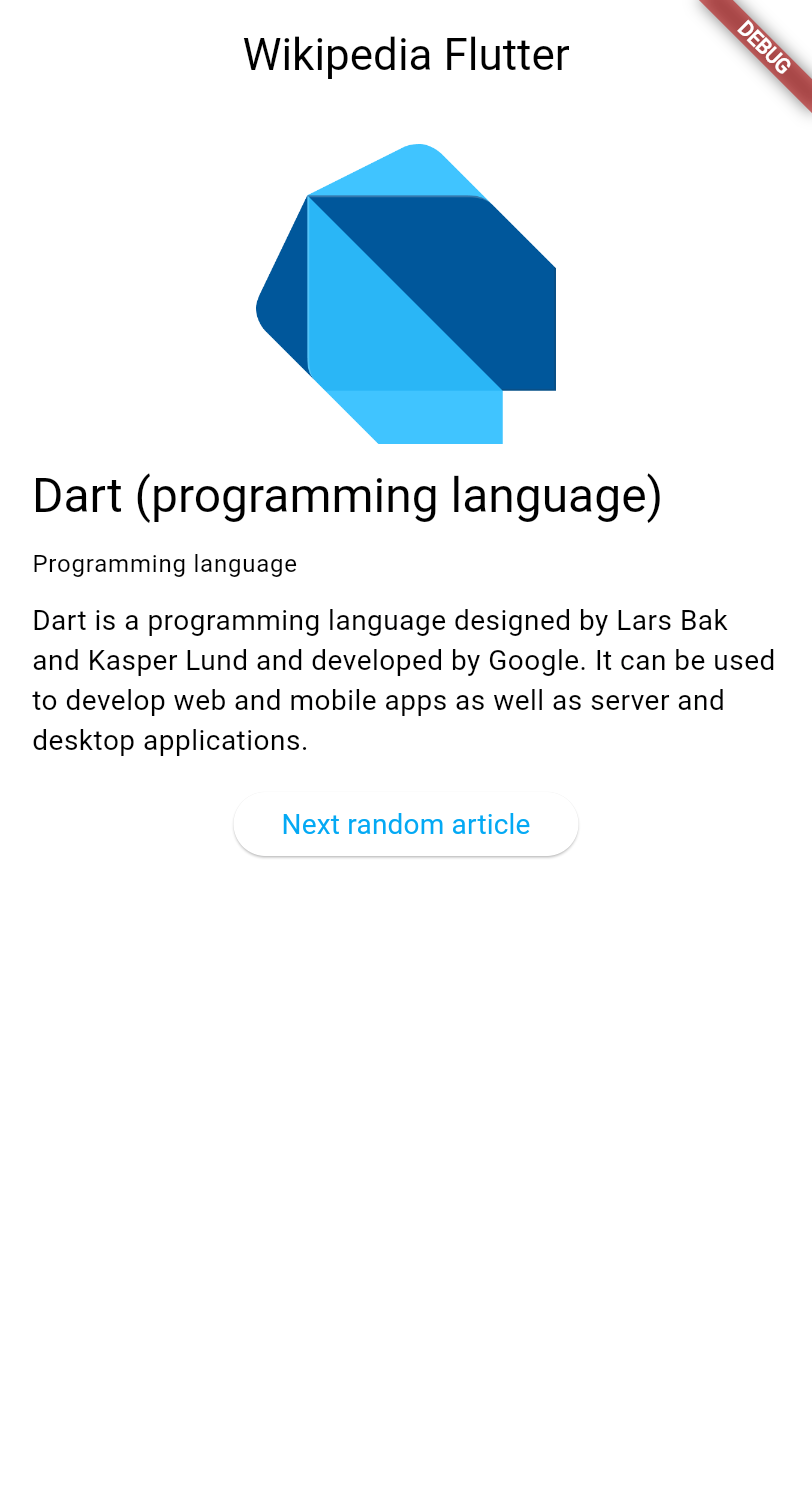 Wikipedia Flutter
DEBUG
Dart (programming language)
Programming language
Dart is a programming language designed by Lars Bak
and Kasper Lund and developed by Google. It can be used
to develop web and mobile apps as well as server and
desktop applications.
Next random article